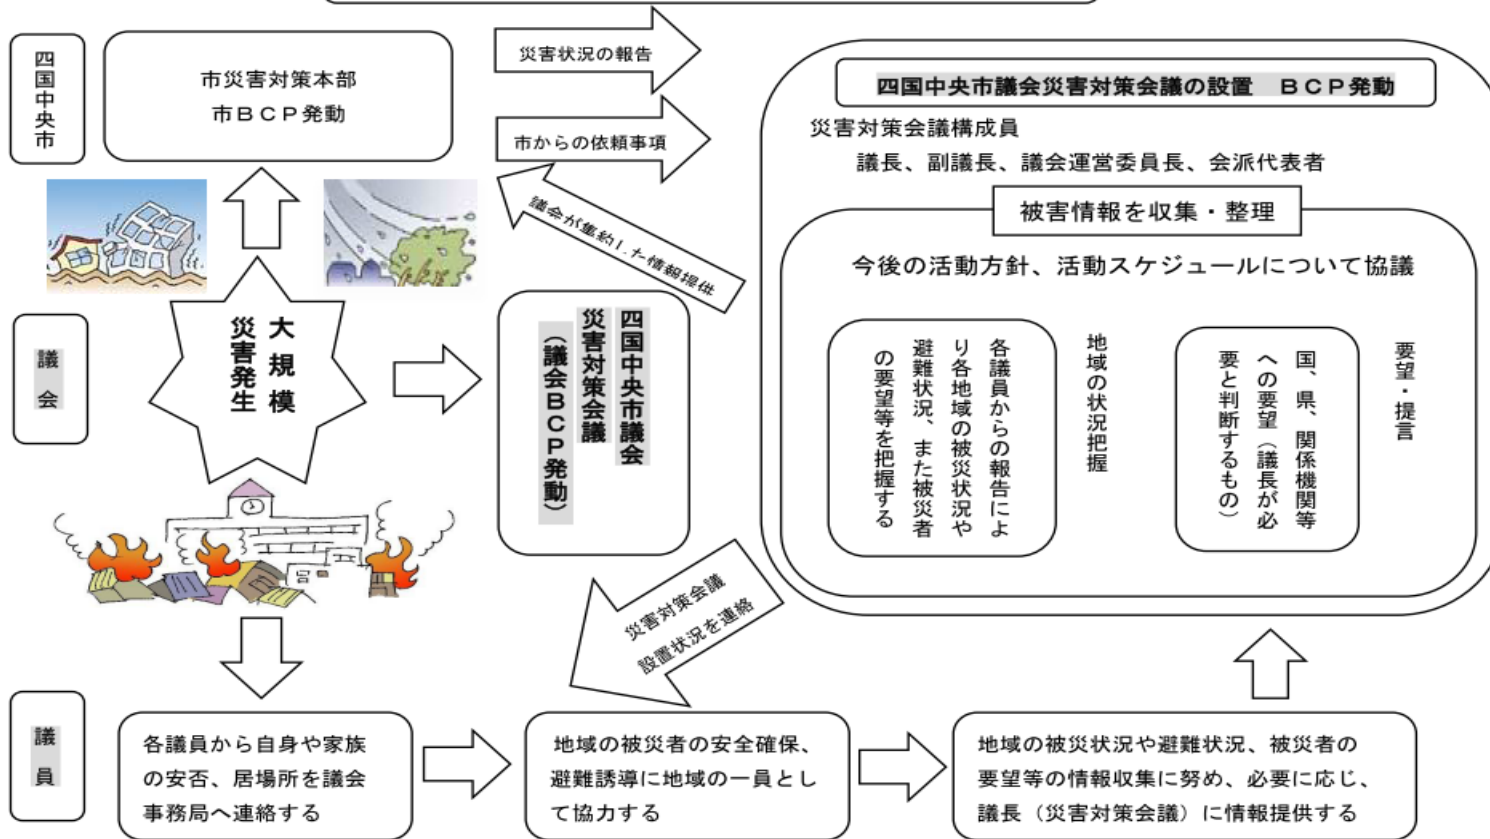 四国中央市
市災害対策本部
市BCP発動
災害状況の報告
市からの依頼事項
議会が集約した情報提供
四国中央市議会災害対策会議の設置　BCP発動
災害対策会議構成員
議長、副議長、議会運営委員長、会派代表者
被害情報を収集・整理
今後の活動方針、活動スケジュールについて協議
地域の状況把握
各議員からの報告によ
り各地域の被災状況や
避難状況、また被災者
の要望等を把握する
要望・提言
国、県、関係機関等
への要望（議長が必
要と判断するもの）
議会
大規模
災害発生
四国中央市議会
災害対策会議
（議会BCP発動）
災害対策会議
設置状況を連絡
議員
各議員から自身や家族
の安否、居場所を議会
事務局へ連絡する
地域の被災者の安全確保、
避難誘導に地域の一員とし
て協力する
地域の被災状況や避難状況、被災者の
要望等の情報収集に努め、必要に応じ、
議長（災害対策会議）に情報提供する